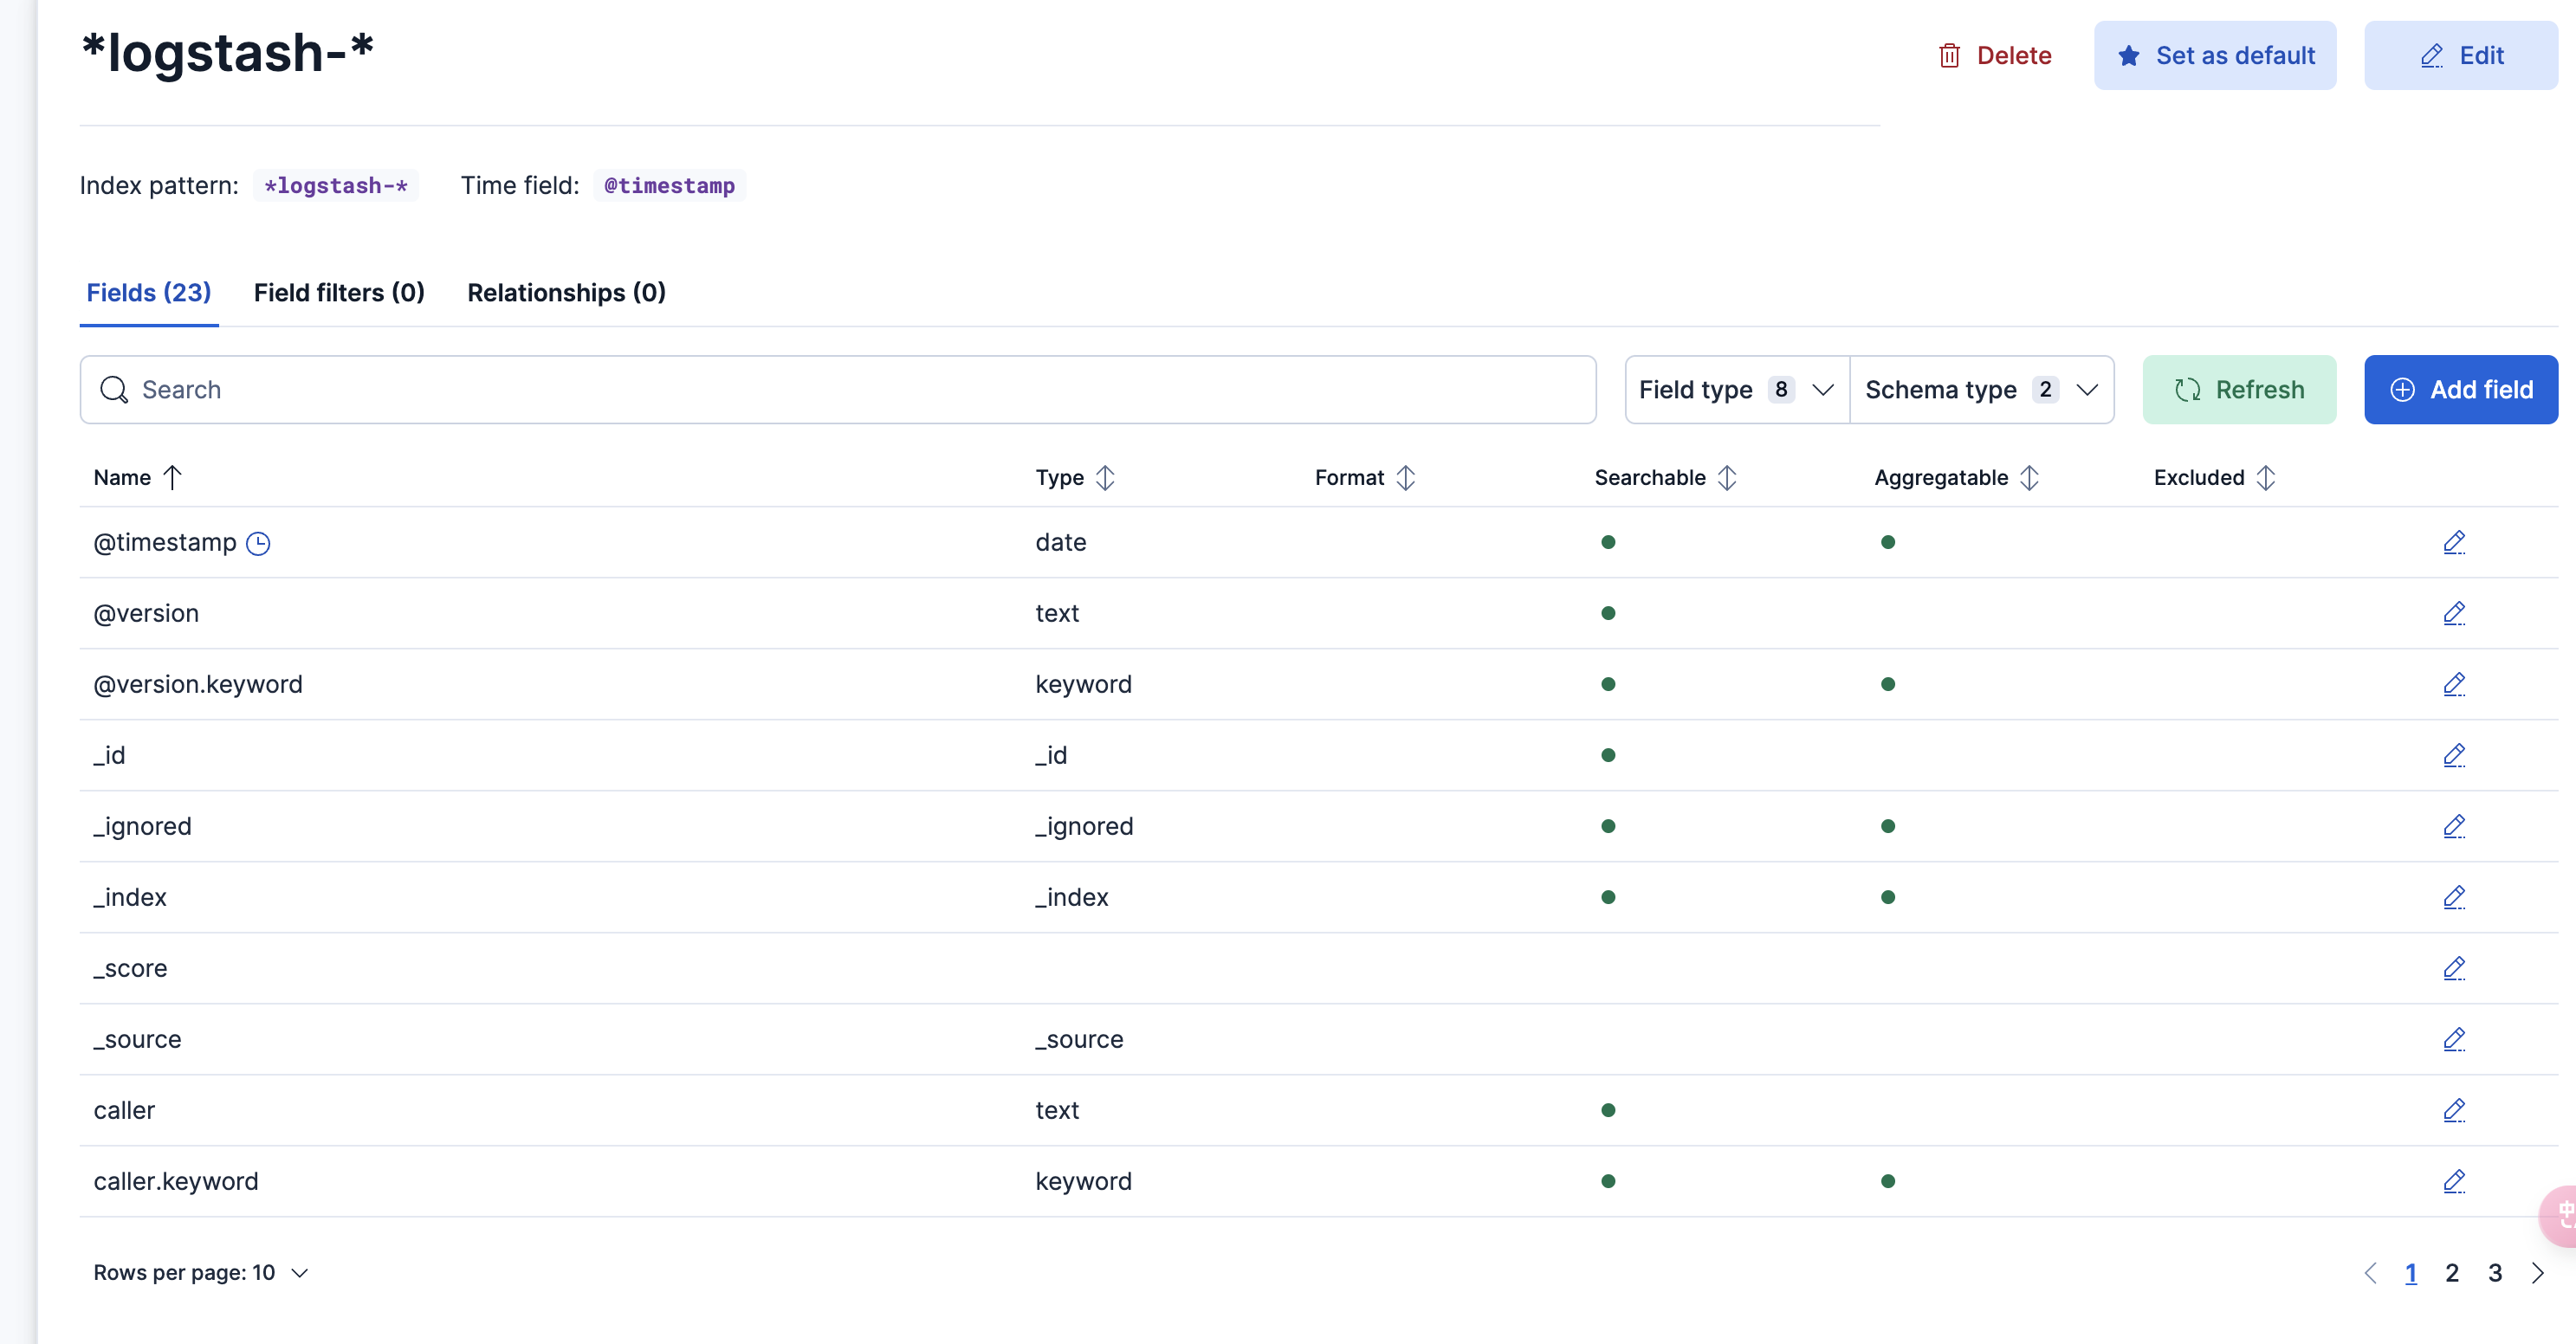 *logstash-*
Delete
Set as default
Edit
Index pattern: *logstash-* Time field: @timestamp
Fields (23) Field filters (0) Relationships (0)
Search
Field type 8
Schema type 2
Refresh
Add field
Name Type Format Searchable Aggregatable Excluded
@timestamp date
@version text
@version.keyword keyword
_id _id
_ignored _ignored
_index _index
_score
_source _source
caller text
caller.keyword keyword
Rows per page: 10
1 2 3